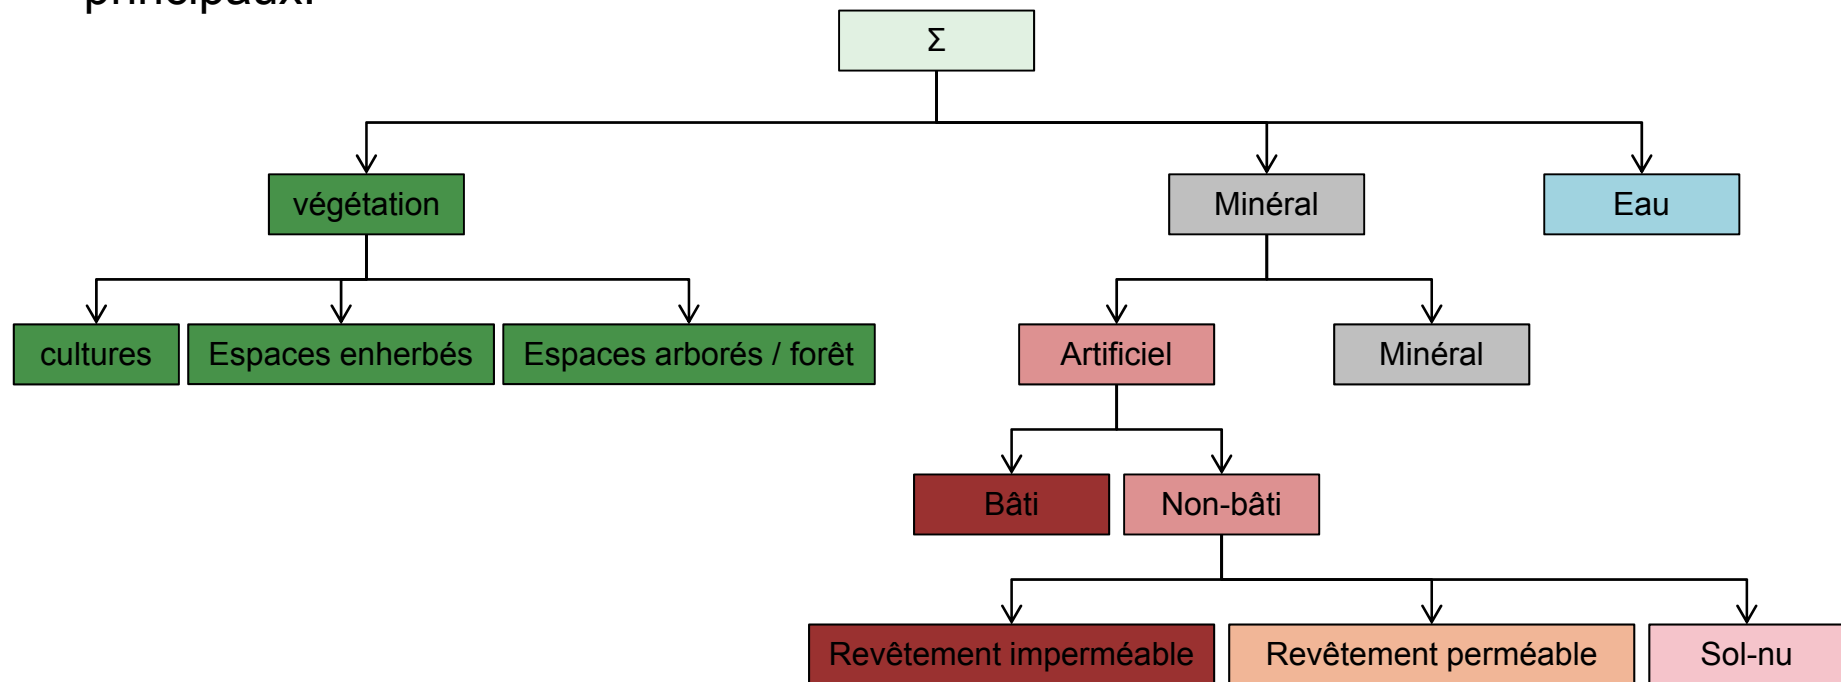 principaux.
Σ
végétation
Minéral
Eau
cultures
Espaces enherbés
Espaces arborés / forêt
Artificiel
Minéral
Bâti
Non-bâti
Revêtement imperméable
Revêtement perméable
Sol-nu